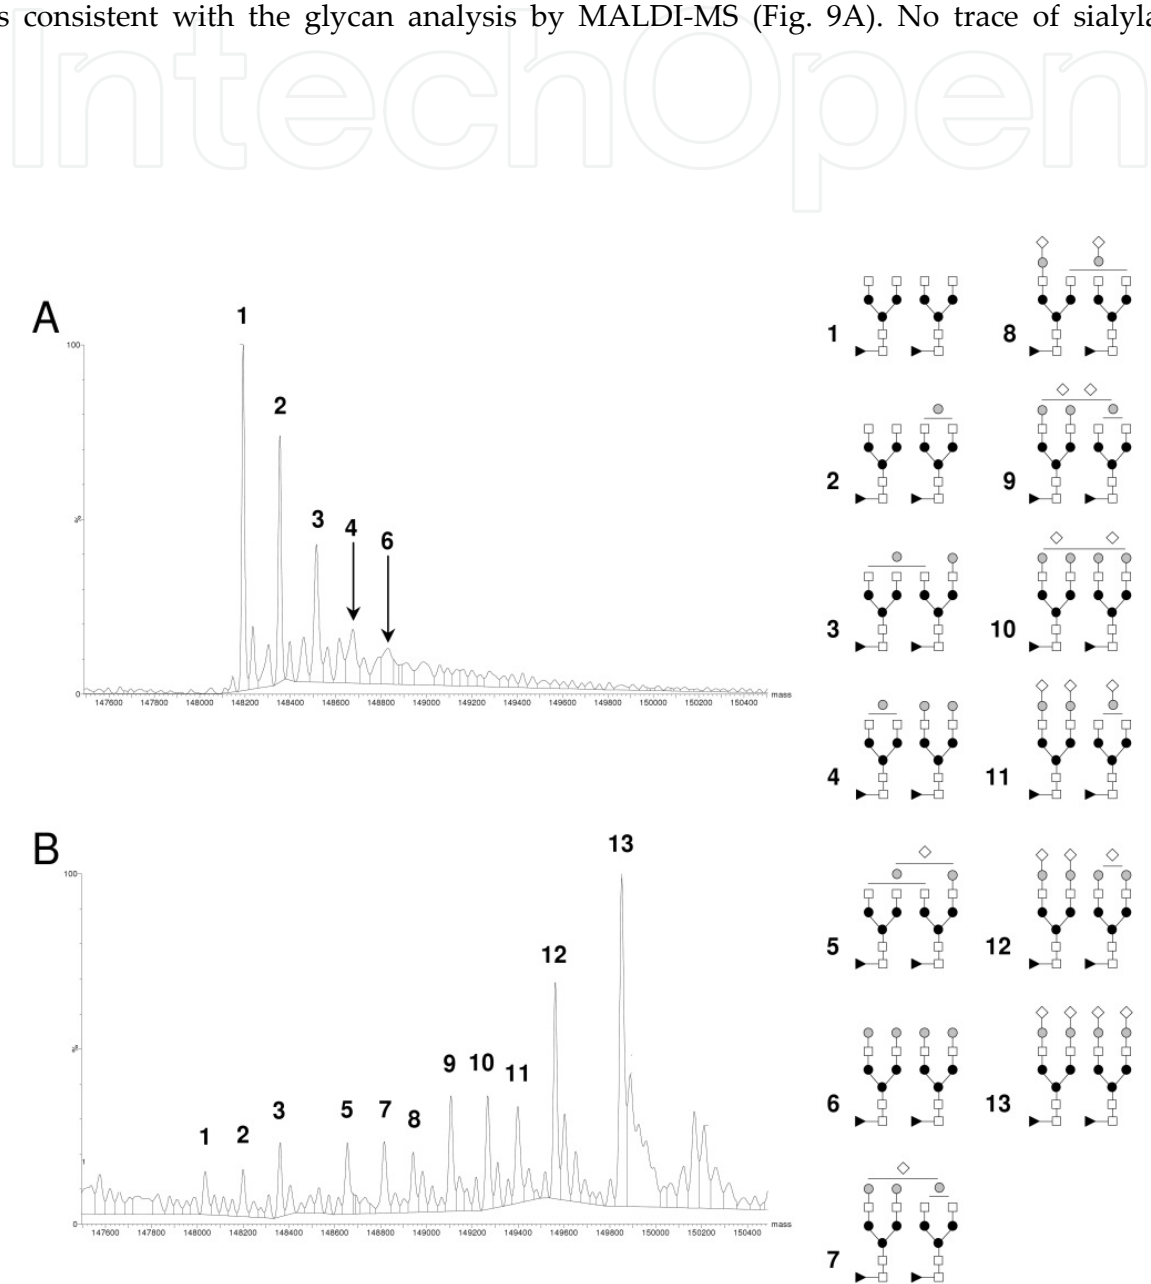 s consistent with the glycan analysis by MALDI-MS (Fig. 9A). No trace of sialyla
IntechOpen
A
1
2
3
4
6
100
%
0
147600 147800 148000 148200 148400 148600 148800 149000 149200 149400 149600 149800 150000 150200 150400
mass
B
13
12
9 10 11
1 2 3 5 7 8
100
%
0
147600 147800 148000 148200 148400 148600 148800 149000 149200 149400 149600 149800 150000 150200 150400
mass
1 8
2 9
3 10
4 11
5 12
6 13
7